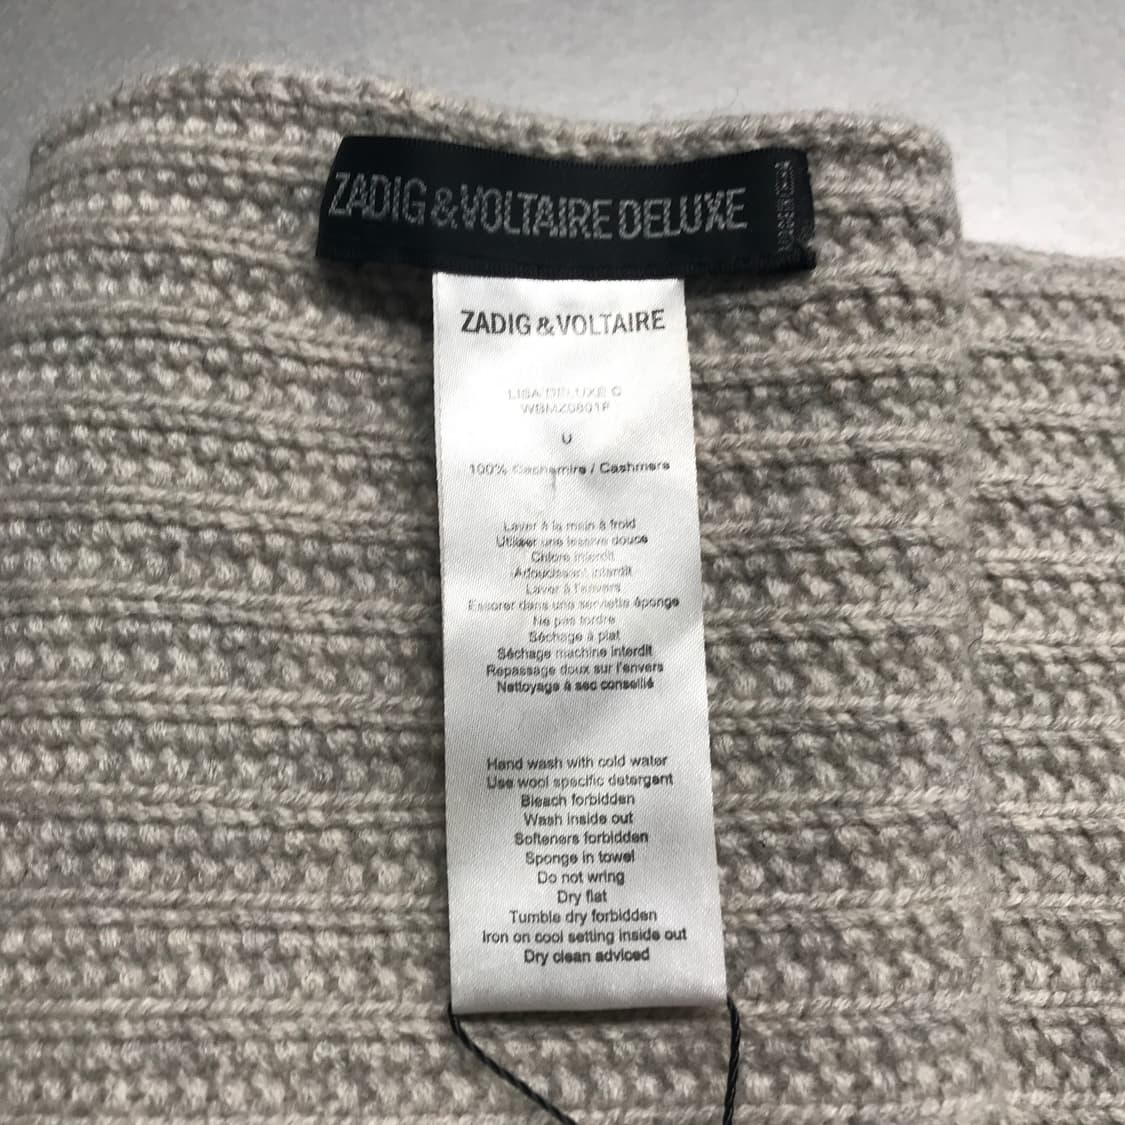 ZADIG & VOLTAIRE DELUXE
ZADIG & VOLTAIRE
LISA DELUXE C
U
100% Cachemire / Cashmere
Laver à la main à froid
Utiliser une lessive douce
Chlore interdit
Adoucissant interdit
Laver à l'envers
Essorer dans une serviette éponge
Ne pas tordre
Séchage à plat
Séchage machine interdit
Repassage doux sur l'envers
Nettoyage à sec conseillé
Hand wash with cold water
Use wool specific detergent
Bleach forbidden
Wash inside out
Softeners forbidden
Sponge in towel
Do not wring
Dry flat
Tumble dry forbidden
Iron on cool setting inside out
Dry clean adviced